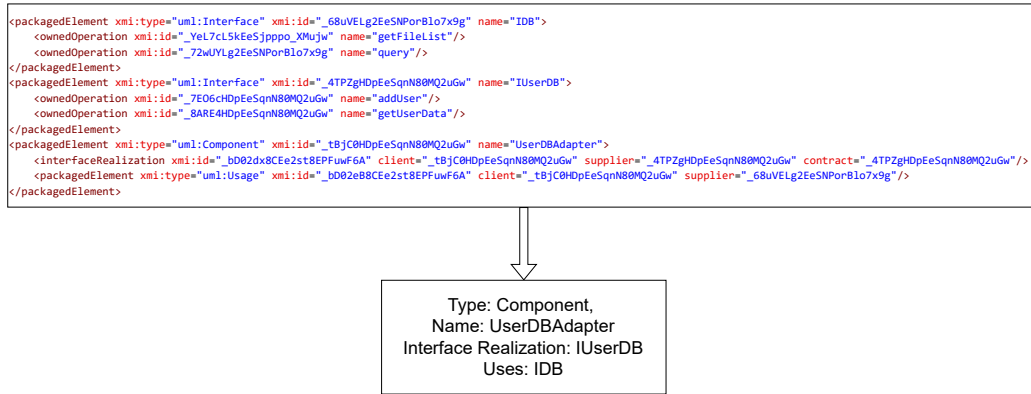 <packagedElement xmi:type="uml:Interface" xmi:id="_68uVELg2EeSNPorBlo7x9g" name="IDB">
<ownedOperation xmi:id="_YeL7cL5kEeSjpppo_XMujw" name="getFileList"/>
<ownedOperation xmi:id="_72wUYLg2EeSNPorBlo7x9g" name="query"/>
</packagedElement>
<packagedElement xmi:type="uml:Interface" xmi:id="_4TPZgHDpEeSqnN80MQ2uGw" name="IUserDB">
<ownedOperation xmi:id="_7EO6cHDpEeSqnN80MQ2uGw" name="addUser"/>
<ownedOperation xmi:id="_8ARE4HDpEeSqnN80MQ2uGw" name="getUserData"/>
</packagedElement>
<packagedElement xmi:type="uml:Component" xmi:id="_tBjC0HDpEeSqnN80MQ2uGw" name="UserDBAdapter">
<interfaceRealization xmi:id="_bD02dx8CEe2st8EPFuwF6A" client="_tBjC0HDpEeSqnN80MQ2uGw" supplier="_4TPZgHDpEeSqnN80MQ2uGw" contract="_4TPZgHDpEeSqnN80MQ2uGw"/>
<packagedElement xmi:type="uml:Usage" xmi:id="_bD02eB8CEe2st8EPFuwF6A" client="_tBjC0HDpEeSqnN80MQ2uGw" supplier="_68uVELg2EeSNPorBlo7x9g"/>
</packagedElement>
Type: Component,
Name: UserDBAdapter
Interface Realization: IUserDB
Uses: IDB